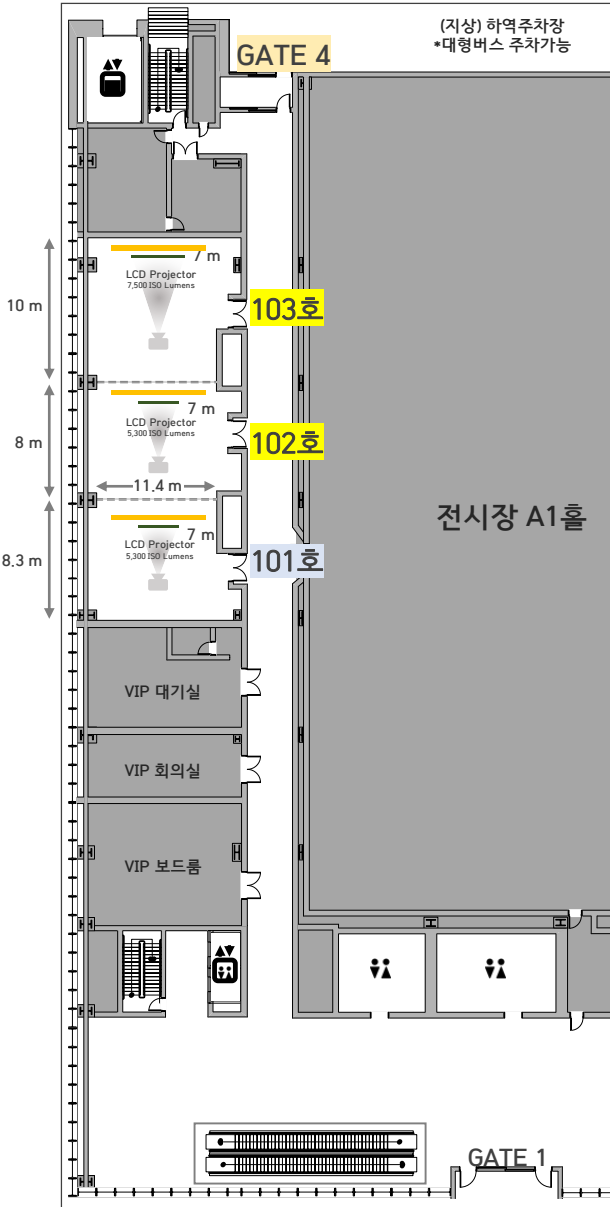 (지상) 하역주차장
*대형버스 주차가능
GATE 4
7 m
LCD Projector
7,500 ISO Lumens
10 m
103호
7 m
LCD Projector
5,300 ISO Lumens
102호
8 m
11.4 m
전시장 A1홀
7 m
LCD Projector
5,300 ISO Lumens
101호
8.3 m
VIP 대기실
VIP 회의실
VIP 보드룸
GATE 1